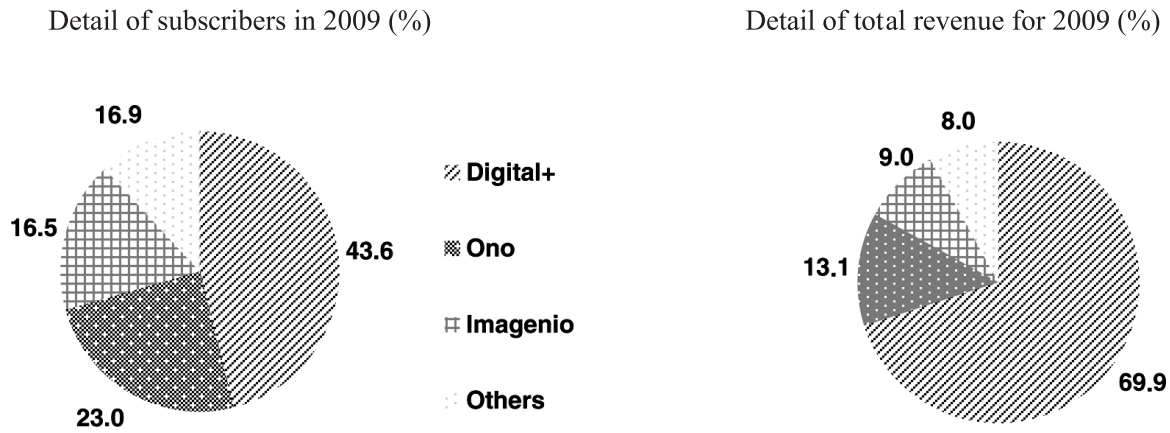 Detail of subscribers in 2009 (%)
16.9
16.5
43.6
23.0
Digital+
Ono
Imagenio
Others
Detail of total revenue for 2009 (%)
8.0
9.0
13.1
69.9